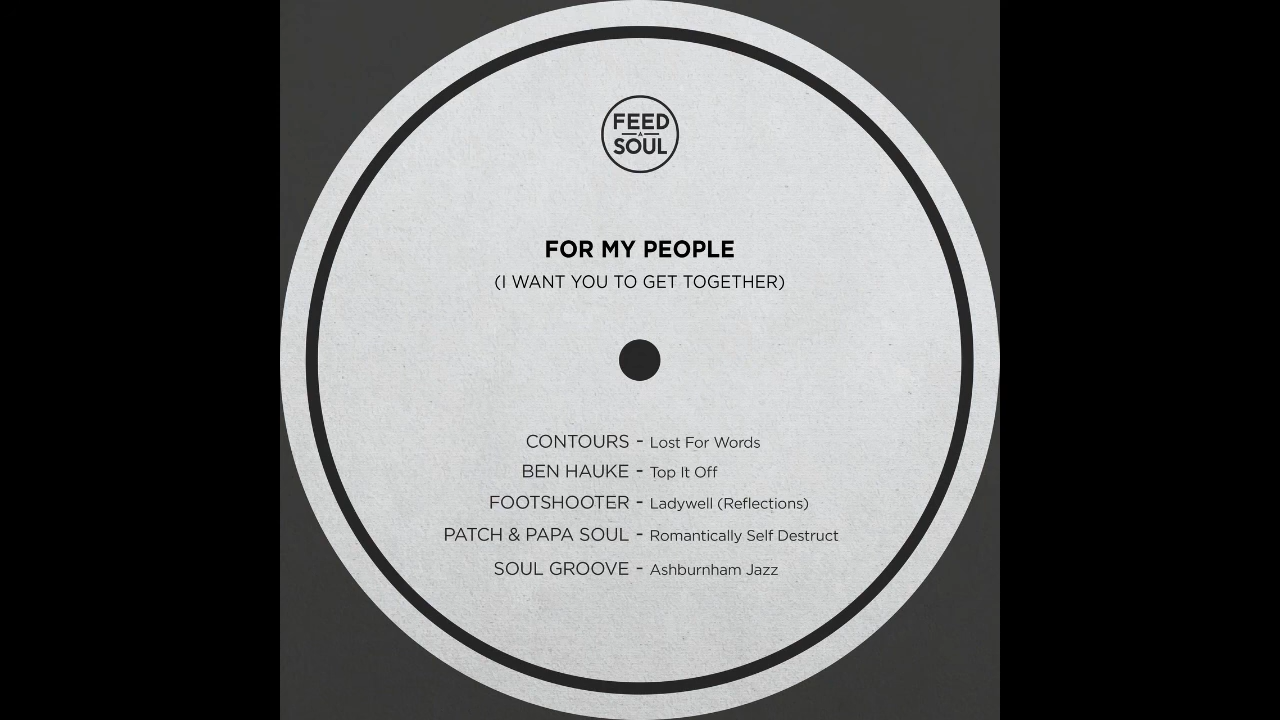 FEED
A
SOUL
FOR MY PEOPLE
(I WANT YOU TO GET TOGETHER)
CONTOURS - Lost For Words
BEN HAUKE - Top It Off
FOOTSHOOTER - Ladywell (Reflections)
PATCH & PAPA SOUL - Romantically Self Destruct
SOUL GROOVE - Ashburnham Jazz